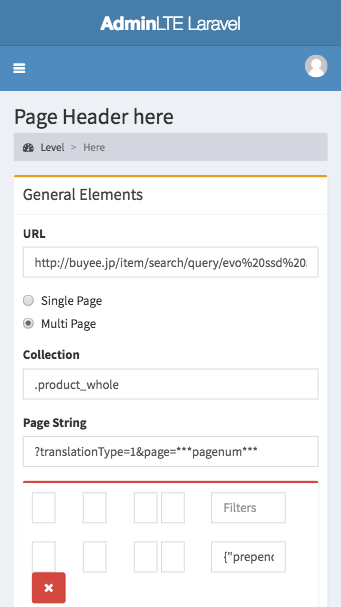 AdminLTE Laravel
Page Header here
Level > Here
General Elements
URL
http://buyee.jp/item/search/query/evo%20ssd%20
Single Page
Multi Page
Collection
.product_whole
Page String
?translationType=1&page=***pagenum***
Filters
{"prepend